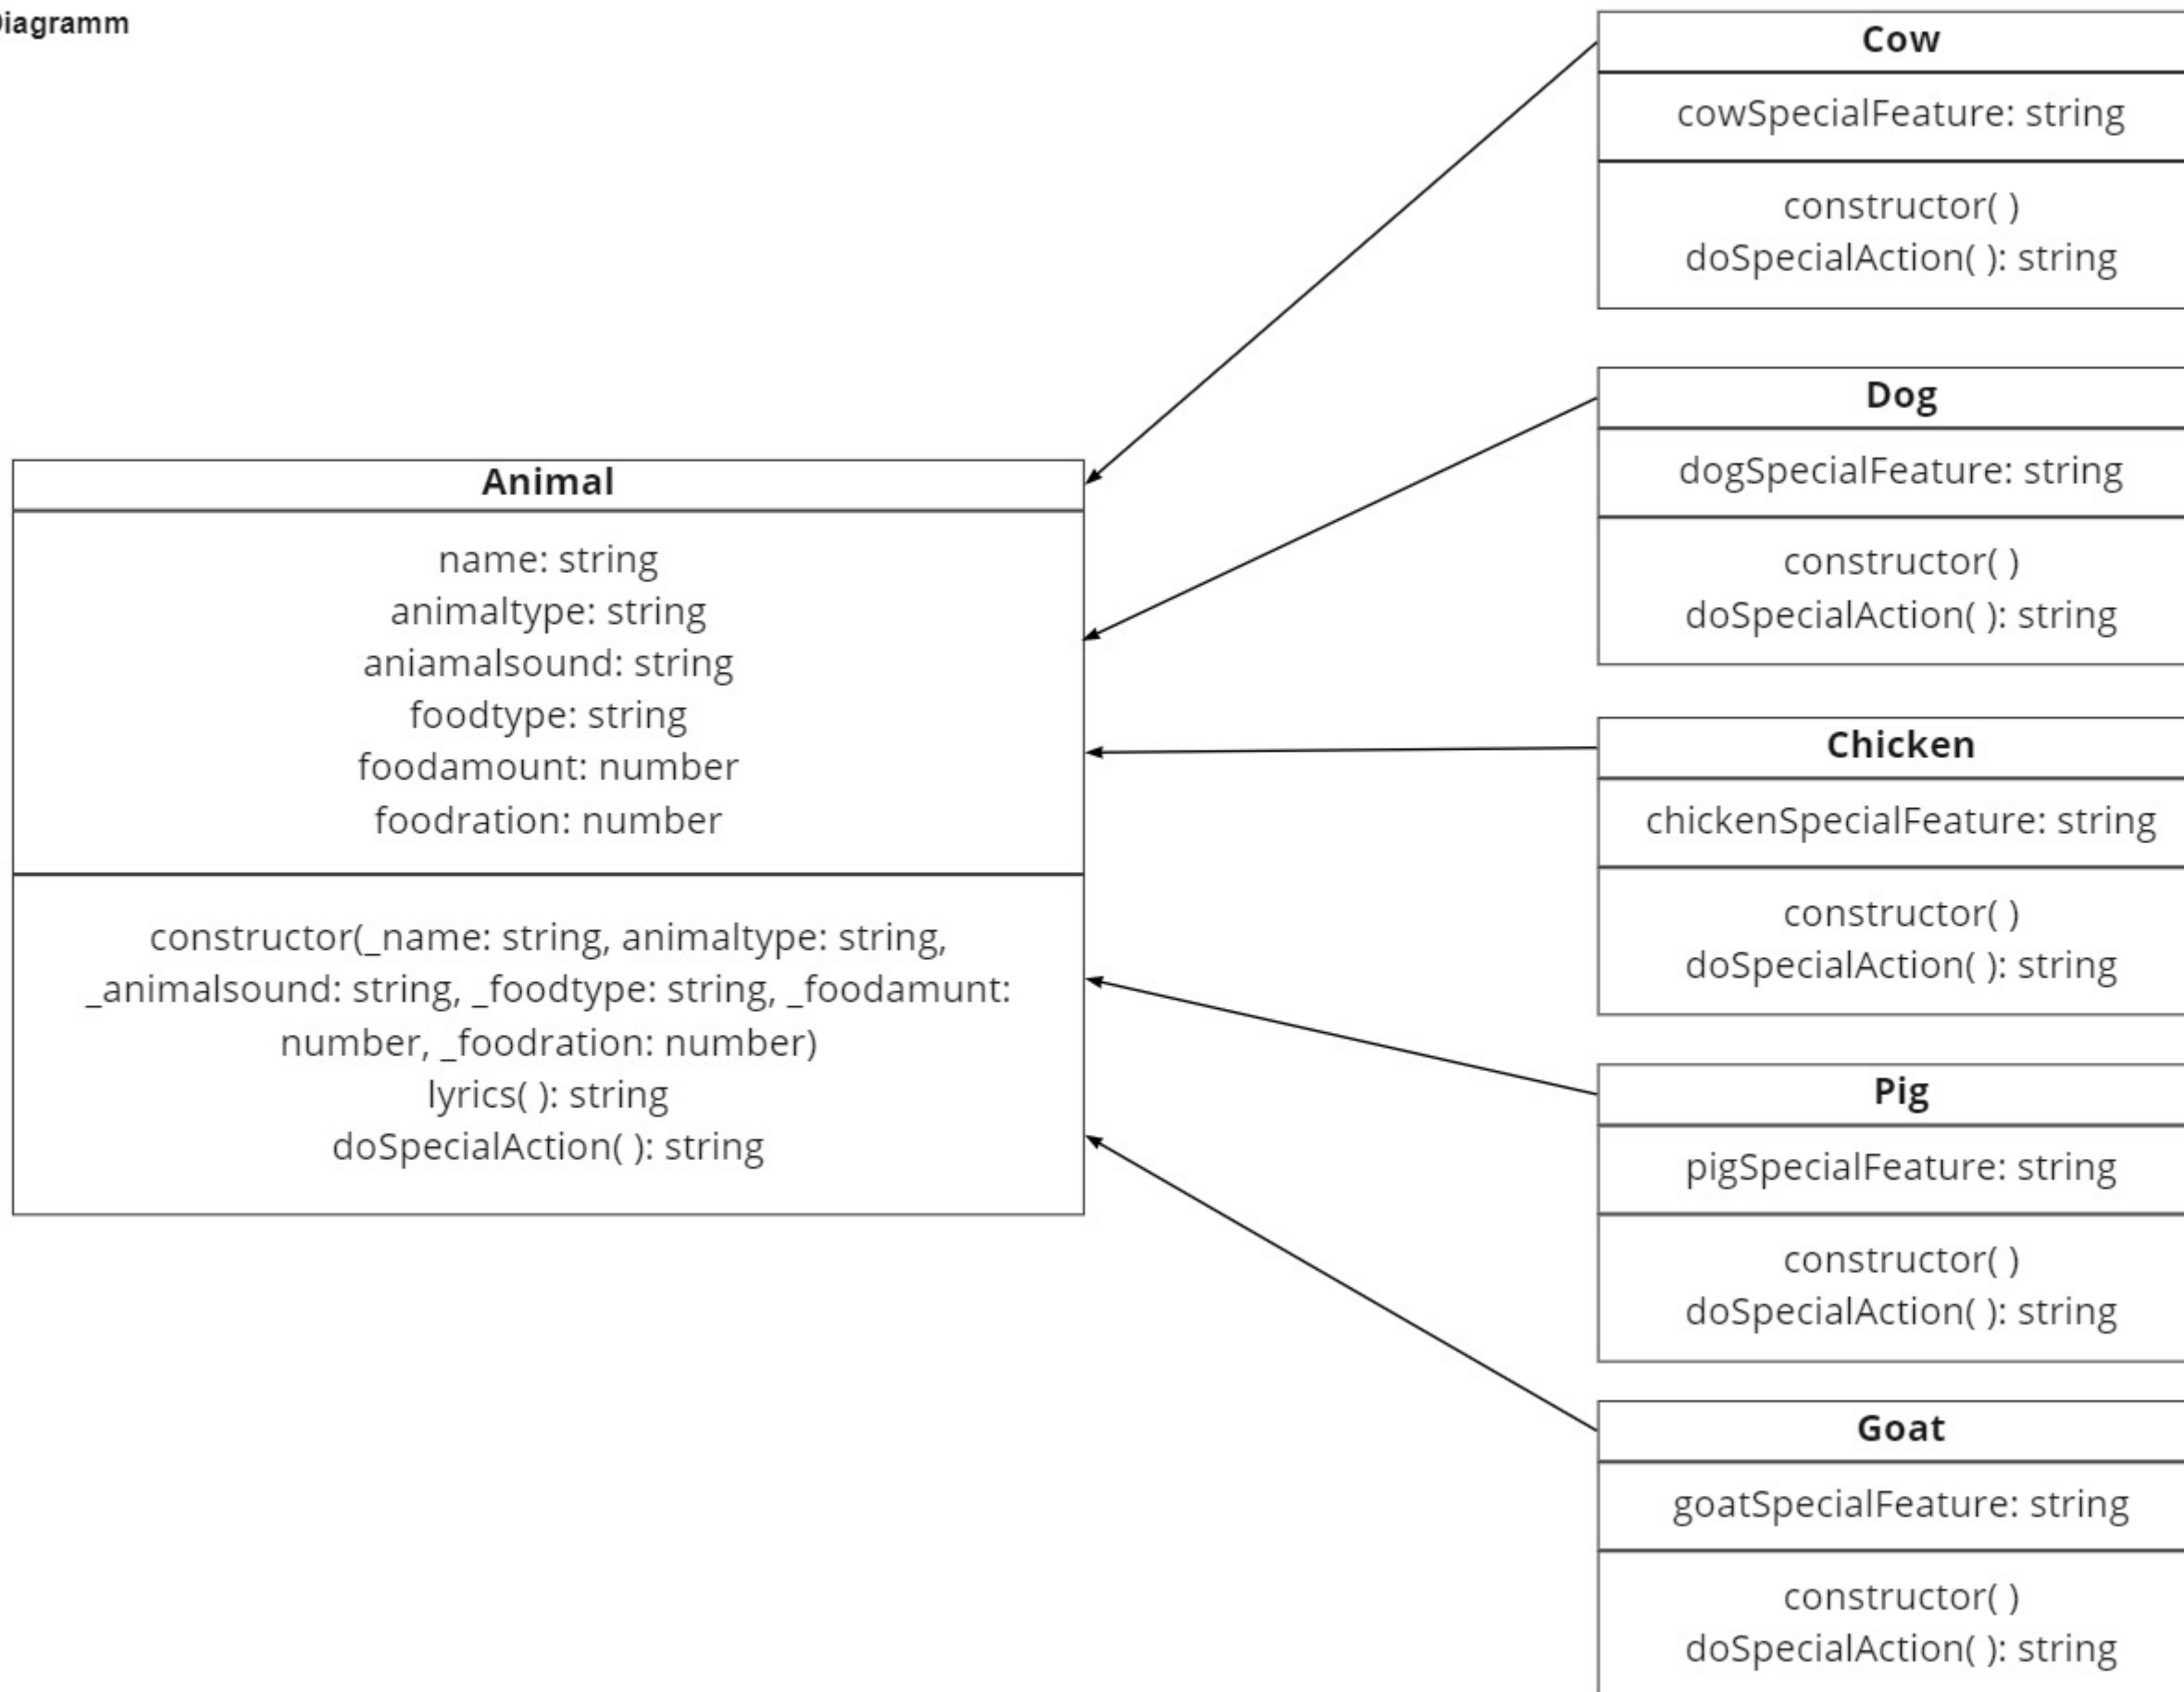 Diagramm
Animal
name: string
animaltype: string
aniamalsound: string
foodtype: string
foodamount: number
foodration: number
constructor(_name: string, animaltype: string,
_animalsound: string, _foodtype: string, _foodamunt:
number, _foodration: number)
lyrics( ): string
doSpecialAction( ): string
Cow
cowSpecialFeature: string
constructor( )
doSpecialAction( ): string
Dog
dogSpecialFeature: string
constructor( )
doSpecialAction( ): string
Chicken
chickenSpecialFeature: string
constructor( )
doSpecialAction( ): string
Pig
pigSpecialFeature: string
constructor( )
doSpecialAction( ): string
Goat
goatSpecialFeature: string
constructor( )
doSpecialAction( ): string